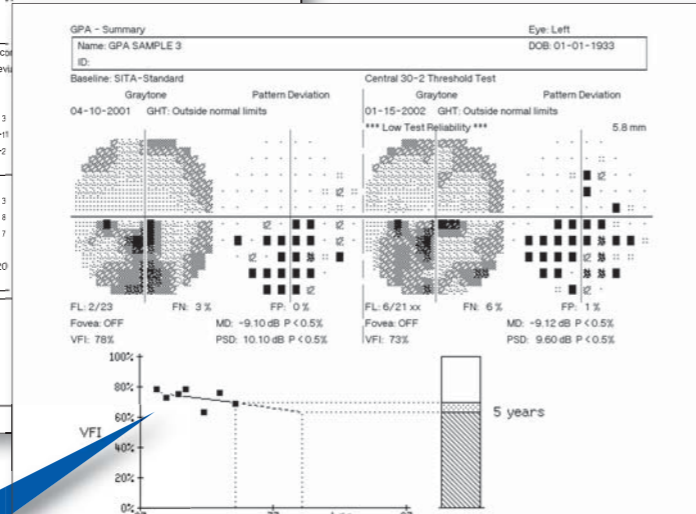 GPA - Summary Eye: Left
Name: GPA SAMPLE 3 DOB: 01-01-1933
ID:
Baseline: SITA-Standard Central 30-2 Threshold Test
Graytone Pattern Deviation Graytone Pattern Deviation
04-10-2001 GHT: Outside normal limits 01-15-2002 GHT: Outside normal limits
*** Low Test Reliability *** 5.8 mm
FL: 2/23 FN: 3 % FP: 0 % FL: 6/21 xx FN: 6 % FP: 1 %
Fovea: OFF MD: -9.10 dB P < 0.5% Fovea: OFF MD: -9.12 dB P < 0.5%
VFI: 78% PSD: 10.10 dB P < 0.5% VFI: 73% PSD: 9.60 dB P < 0.5%
100%
80%
60%
VFI
40%
20%
0%
5 years